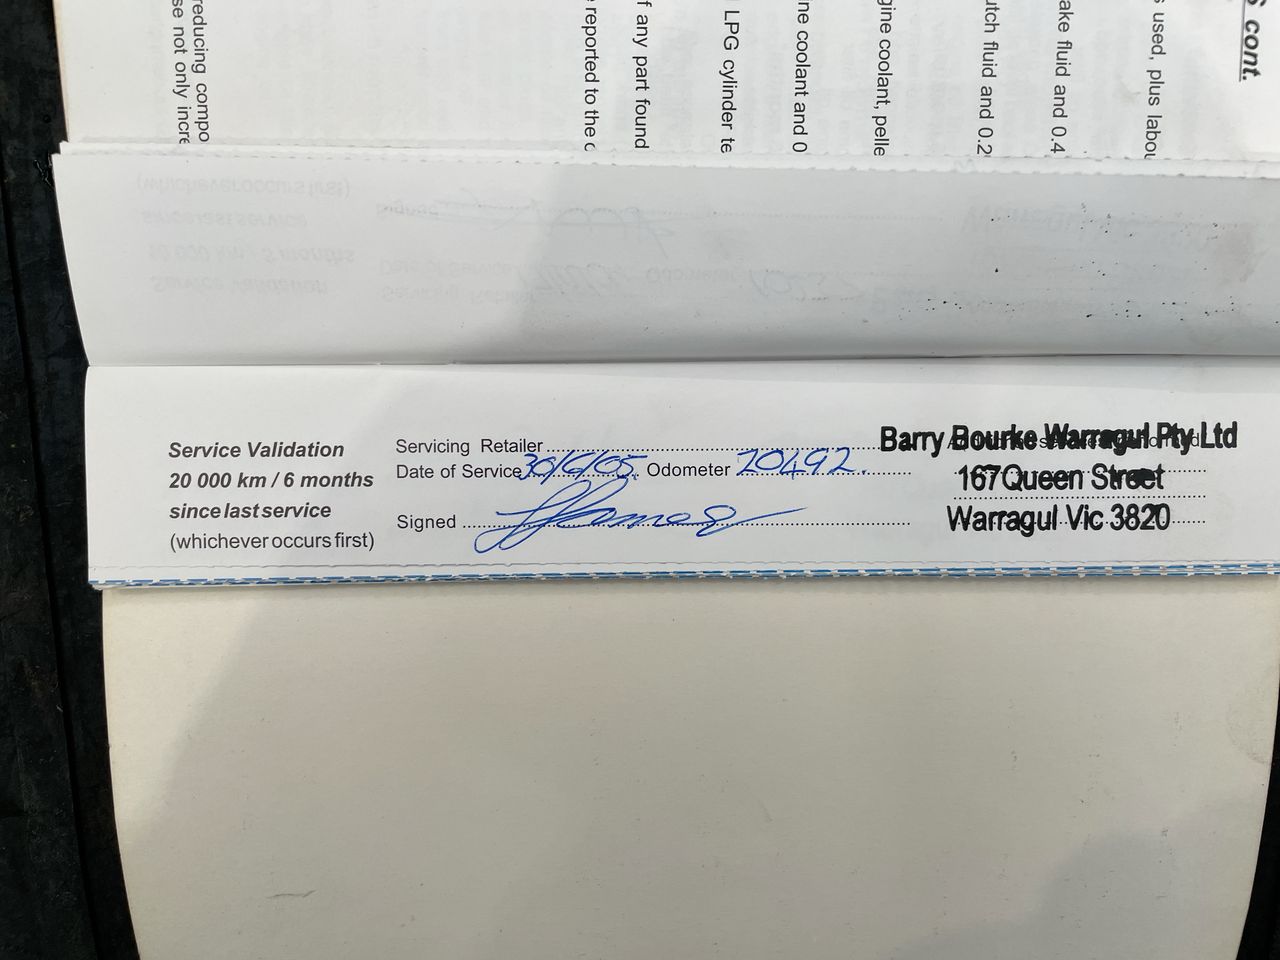 S cont.
s used, plus labou
ake fluid and 0.4
utch fluid and 0.2
gine coolant, pelle
ine coolant and 0
LPG cylinder te
f any part found
e reported to the
reducing compo
se not only incre
Service Validation
20 000 km / 6 months
since last service
(whichever occurs first)
Servicing Retailer
Date of Service 30/6/05. Odometer 20492.
Signed
Barry Bourke Warragul Pty Ltd
167 Queen Street
Warragul Vic 3820